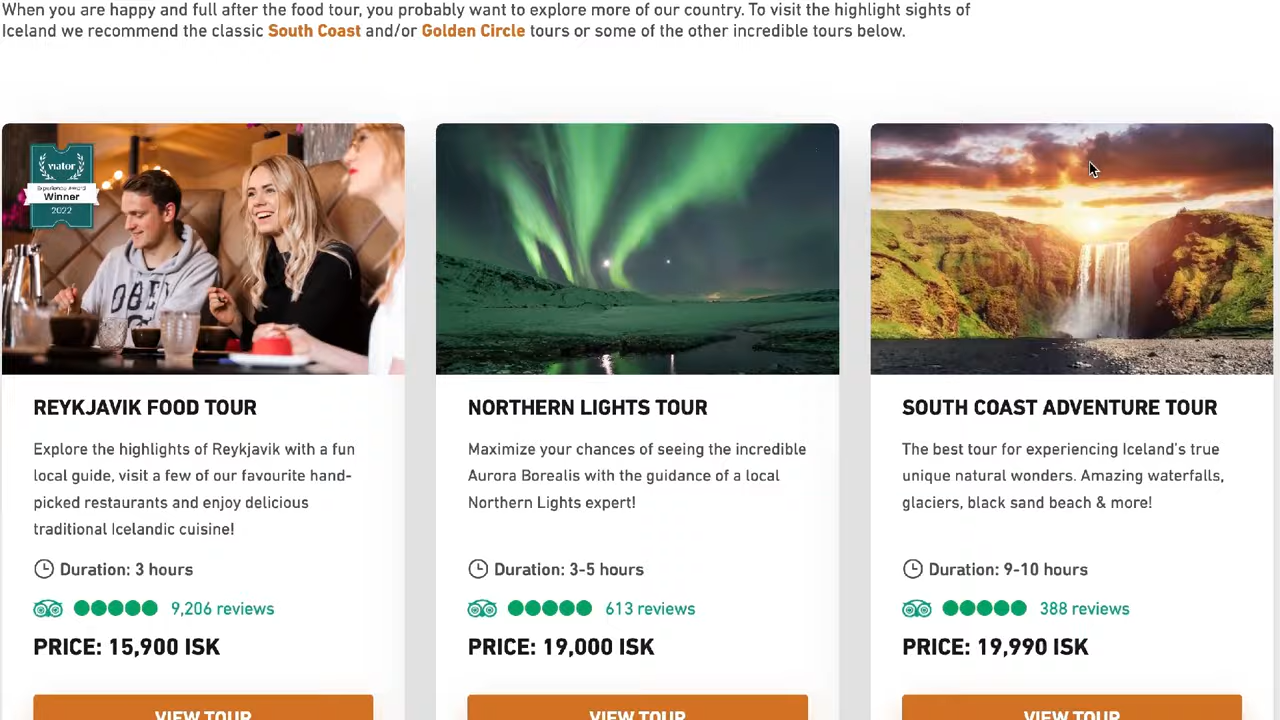 When you are happy and full after the food tour, you probably want to explore more of our country. To visit the highlight sights of
Iceland we recommend the classic South Coast and/or Golden Circle tours or some of the other incredible tours below.
viator
Experience Award
Winner
2022
OBEY
REYKJAVIK FOOD TOUR
Explore the highlights of Reykjavik with a fun
local guide, visit a few of our favourite hand-
picked restaurants and enjoy delicious
traditional Icelandic cuisine!
Duration: 3 hours
9,206 reviews
PRICE: 15,900 ISK
VIEW TOUR
NORTHERN LIGHTS TOUR
Maximize your chances of seeing the incredible
Aurora Borealis with the guidance of a local
Northern Lights expert!
Duration: 3-5 hours
613 reviews
PRICE: 19,000 ISK
VIEW TOUR
SOUTH COAST ADVENTURE TOUR
The best tour for experiencing Iceland's true
unique natural wonders. Amazing waterfalls,
glaciers, black sand beach & more!
Duration: 9-10 hours
388 reviews
PRICE: 19,990 ISK
VIEW TOUR